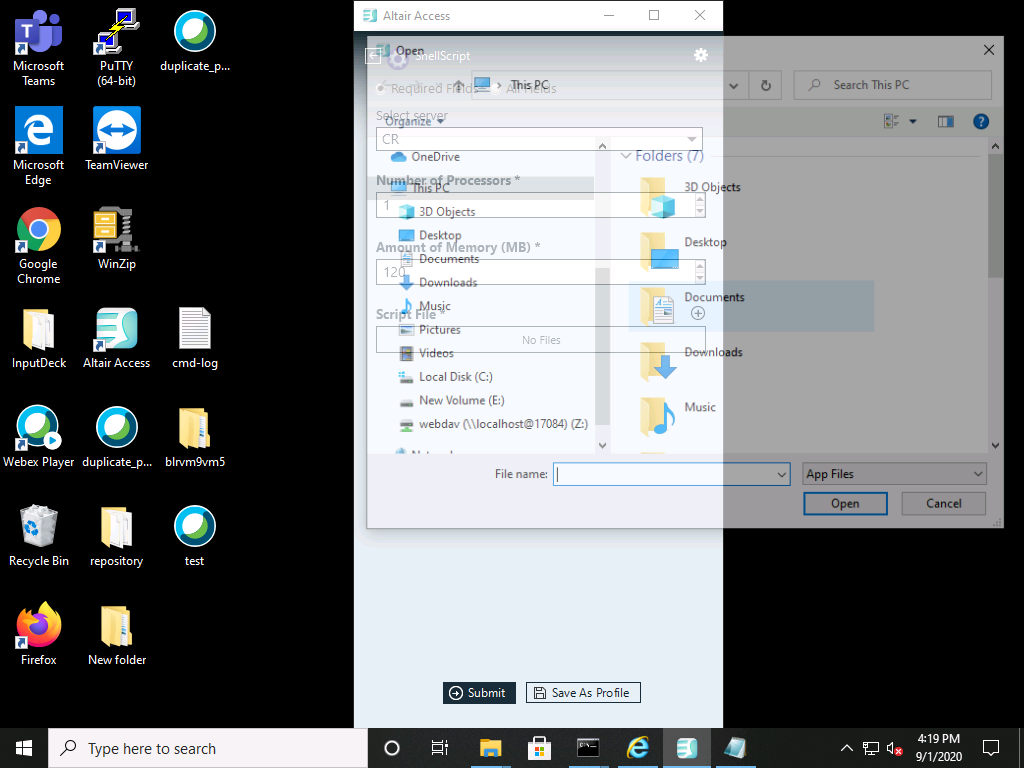 Microsoft
Teams
PuTTY
(64-bit)
duplicate_p...
Microsoft
Edge
TeamViewer
Google
Chrome
WinZip
InputDeck
Altair Access
cmd-log
Webex Player
duplicate_p...
blrvm9vm5
Recycle Bin
repository
test
Firefox
New folder
Altair Access
Open
ShellScript
This PC
Search This PC
Required Fields
All Fields
Select server
Organize
CR
OneDrive
Folders (7)
Number of Processors *
This PC
3D Objects
1
3D Objects
Desktop
Desktop
Amount of Memory (MB) *
Documents
120
Downloads
Documents
Music
Script File *
Pictures
No Files
Videos
Downloads
Local Disk (C:)
New Volume (E:)
Music
webdav (\\localhost@17084) (Z:)
File name:
App Files
Open
Cancel
Submit
Save As Profile
Type here to search
4:19 PM
9/1/2020